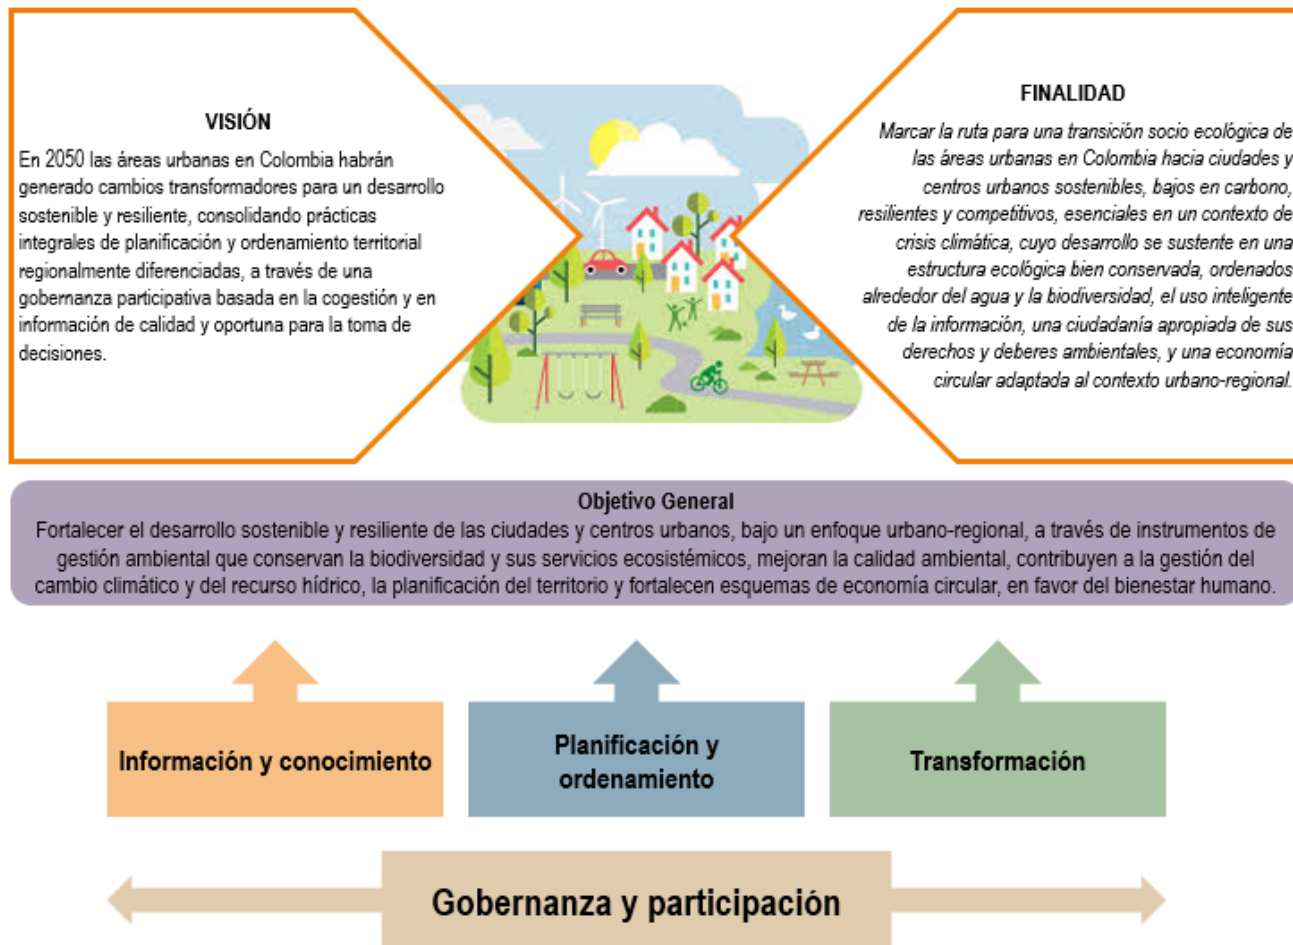 VISIÓN
En 2050 las áreas urbanas en Colombia habrán
generado cambios transformadores para un desarrollo
sostenible y resiliente, consolidando prácticas
integrales de planificación y ordenamiento territorial
regionalmente diferenciadas, a través de una
gobernanza participativa basada en la cogestión y en
información de calidad y oportuna para la toma de
decisiones.
FINALIDAD
Marcar la ruta para una transición socio ecológica de
las áreas urbanas en Colombia hacia ciudades y
centros urbanos sostenibles, bajos en carbono,
resilientes y competitivos, esenciales en un contexto de
crisis climática, cuyo desarrollo se sustente en una
estructura ecológica bien conservada, ordenados
alrededor del agua y la biodiversidad, el uso inteligente
de la información, una ciudadanía apropiada de sus
derechos y deberes ambientales, y una economía
circular adaptada al contexto urbano-regional.
Objetivo General
Fortalecer el desarrollo sostenible y resiliente de las ciudades y centros urbanos, bajo un enfoque urbano-regional, a través de instrumentos de
gestión ambiental que conservan la biodiversidad y sus servicios ecosistémicos, mejoran la calidad ambiental, contribuyen a la gestión del
cambio climático y del recurso hídrico, la planificación del territorio y fortalecen esquemas de economía circular, en favor del bienestar humano.
Información y conocimiento
Planificación y
ordenamiento
Transformación
Gobernanza y participación